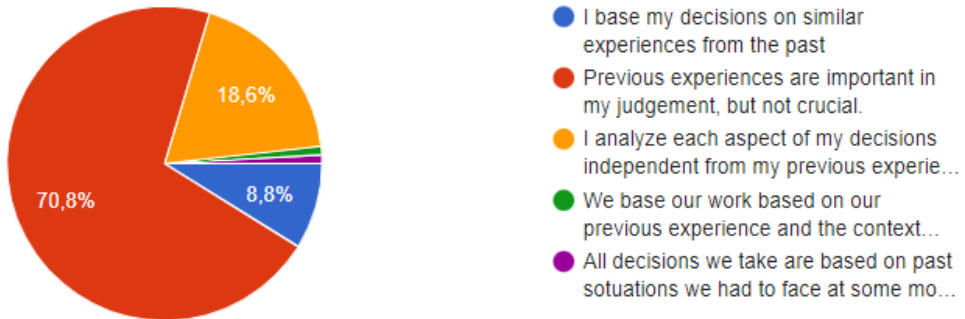 18,6%
70,8%
8,8%
I base my decisions on similar
experiences from the past
Previous experiences are important in
my judgement, but not crucial.
I analyze each aspect of my decisions
independent from my previous experie...
We base our work based on our
previous experience and the context...
All decisions we take are based on past
sotuations we had to face at some mo...